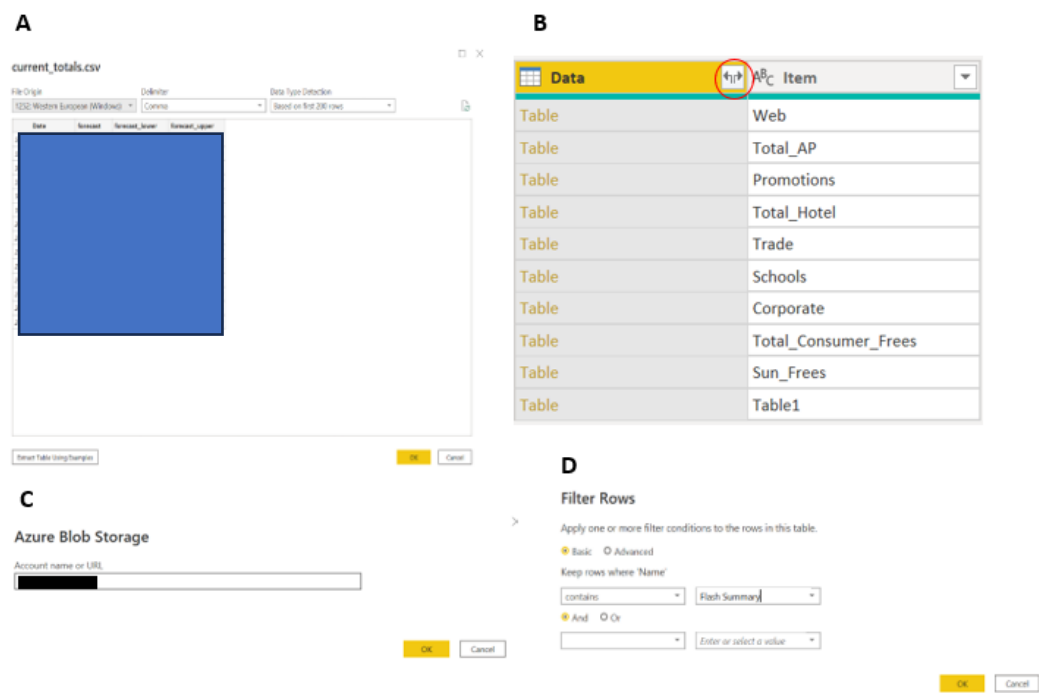 A
current_totals.csv
File Origin
Delimiter
Data Type Detection
1252: Western European (Windows)
Comma
Based on first 200 rows
Date forecast forecast_lower forecast_upper
Extract Table Using Examples
OK
Cancel
B
Data
ABC Item
Table Web
Table Total_AP
Table Promotions
Table Total_Hotel
Table Trade
Table Schools
Table Corporate
Table Total_Consumer_Frees
Table Sun_Frees
Table Table1
C
Azure Blob Storage
Account name or URL
OK
Cancel
D
Filter Rows
Apply one or more filter conditions to the rows in this table.
Basic Advanced
Keep rows where 'Name'
contains
Flash Summary
And Or
Enter or select a value
OK
Cancel